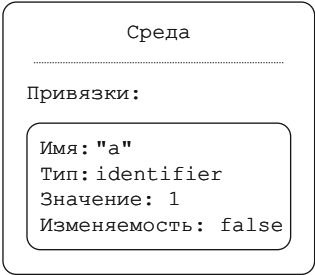 Среда
Привязки:
Имя: "a"
Тип: identifier
Значение: 1
Изменяемость: false